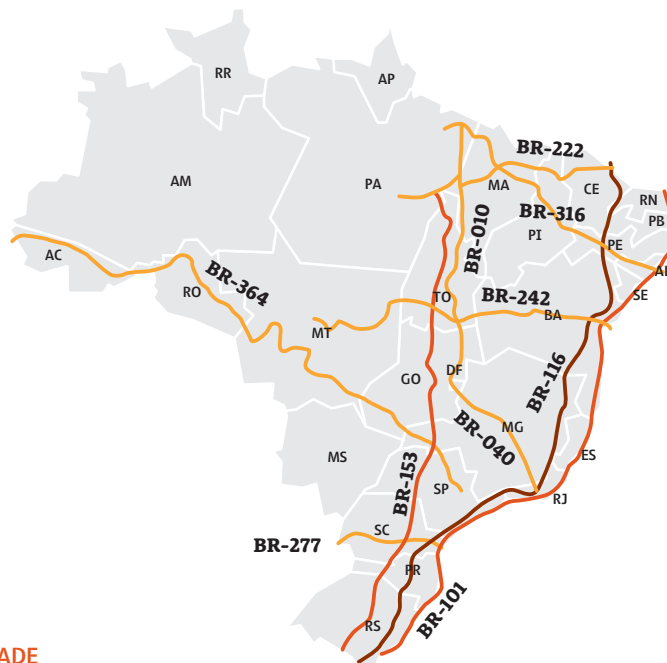 RR
AP
BR-222
AM
PA
MA
CE
RN
BR-316
PB
BR-010
PI
PE
AC
BR-364
RO
TO
BR-242
SE
BA
MT
DF
GO
BR-116
BR-040
MG
MS
ES
BR-153
SP
RJ
SC
BR-277
PR
BR-101
RS
ADE